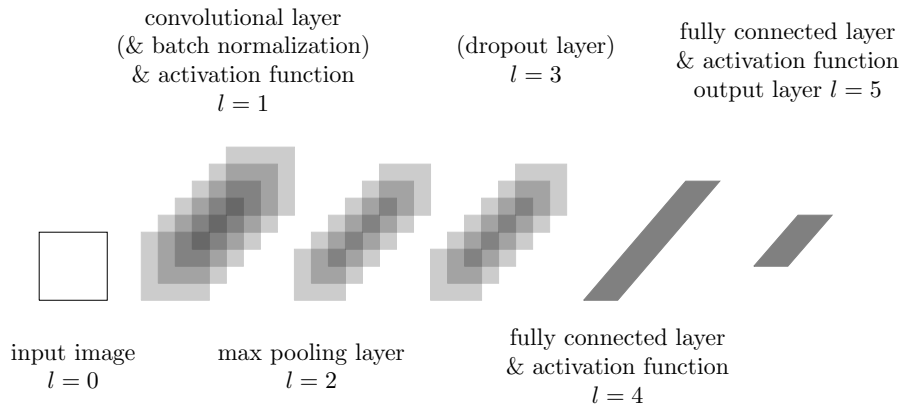 convolutional layer
(& batch normalization)
& activation function
l = 1
(dropout layer)
l = 3
fully connected layer
& activation function
output layer l = 5
input image
l = 0
max pooling layer
l = 2
fully connected layer
& activation function
l = 4